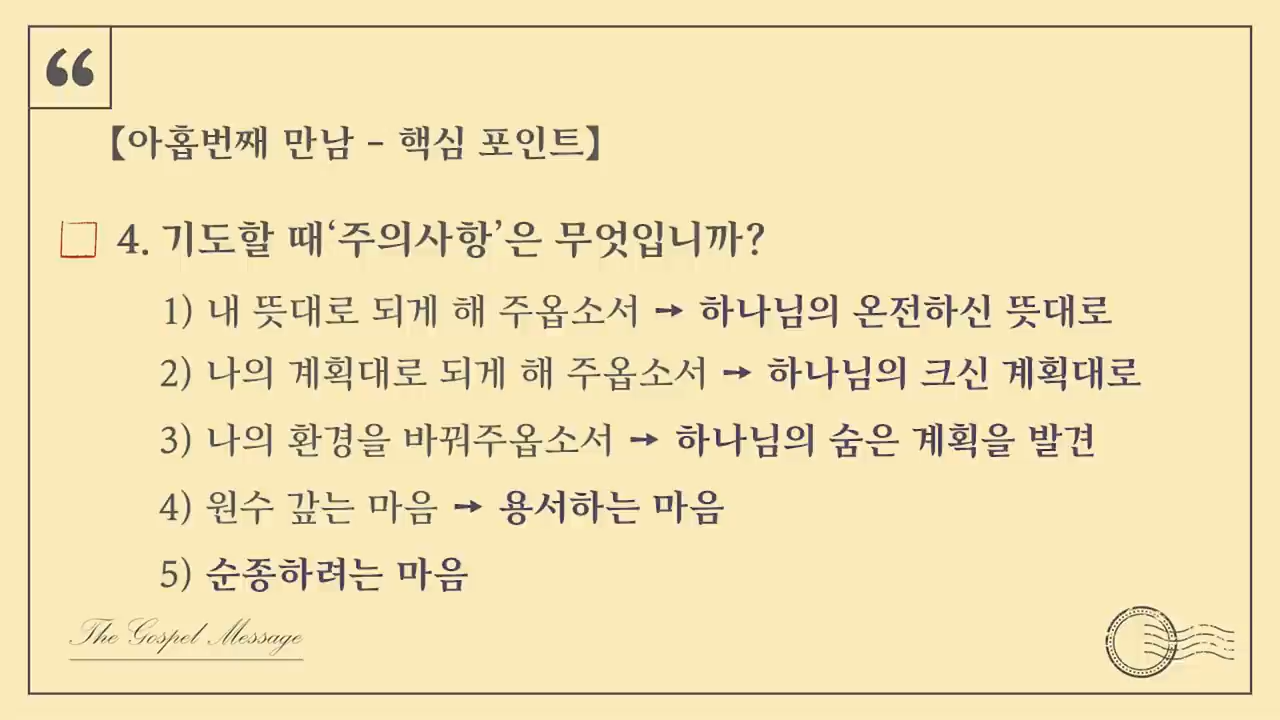 “
【아홉번째 만남 – 핵심 포인트】
□ 4. 기도할 때‘주의사항’은 무엇입니까?
1) 내 뜻대로 되게 해 주옵소서 → 하나님의 온전하신 뜻대로
2) 나의 계획대로 되게 해 주옵소서 → 하나님의 크신 계획대로
3) 나의 환경을 바꿔주옵소서 → 하나님의 숨은 계획을 발견
4) 원수 갚는 마음 → 용서하는 마음
5) 순종하려는 마음
The Gospel Message